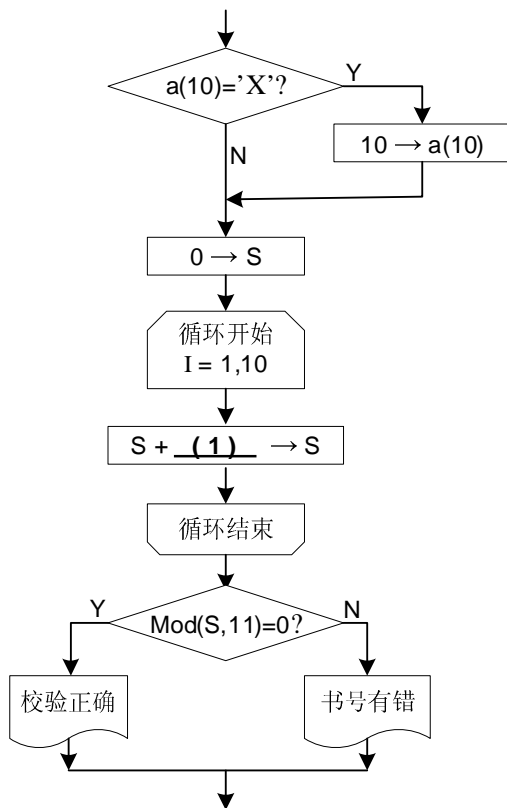 a(10)='X'?
Y
10 → a(10)
N
0 → S
循环开始
I = 1,10
S + (1) → S
循环结束
Y
Mod(S,11)=0?
N
校验正确
书号有错